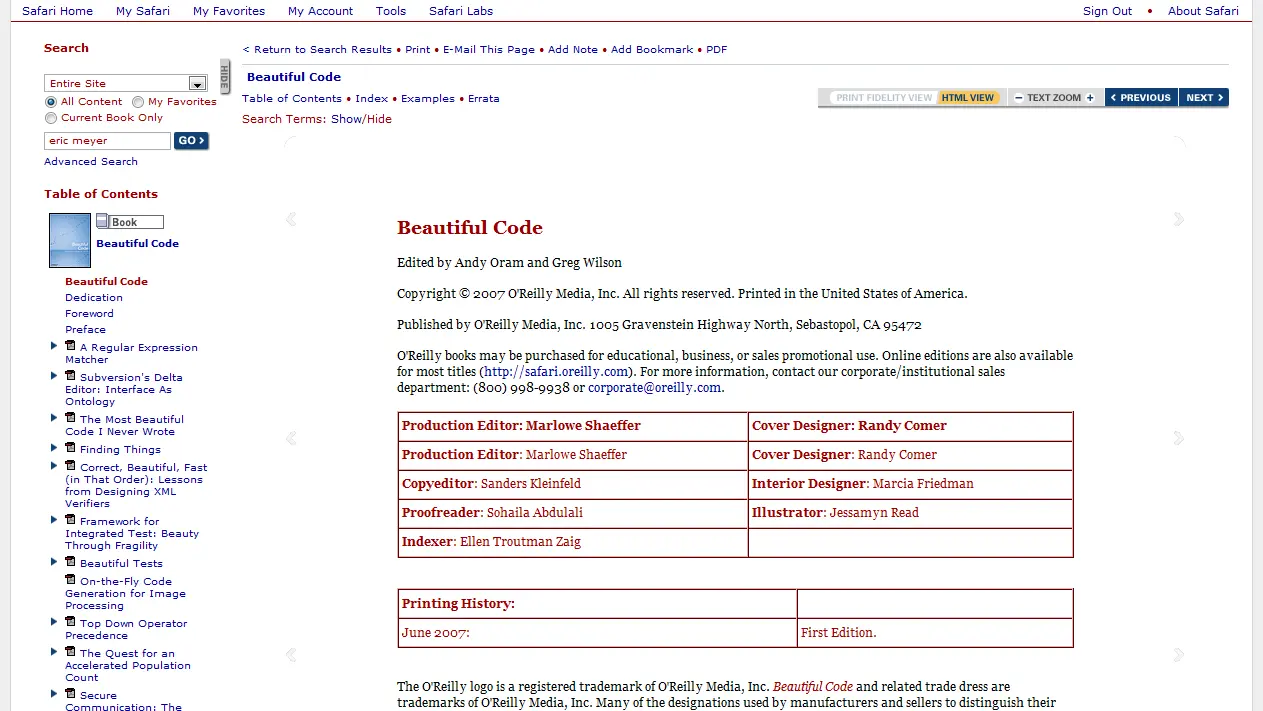 Safari Home My Safari My Favorites My Account Tools Safari Labs Sign Out • About Safari
Search
Entire Site
All Content My Favorites
Current Book Only
eric meyer GO
Advanced Search
HIDE
Table of Contents
Book
Beautiful Code
Beautiful Code
Dedication
Foreword
Preface
A Regular Expression
Matcher
Subversion's Delta
Editor: Interface As
Ontology
The Most Beautiful
Code I Never Wrote
Finding Things
Correct, Beautiful, Fast
(in That Order): Lessons
from Designing XML
Verifiers
Framework for
Integrated Test: Beauty
Through Fragility
Beautiful Tests
On-the-Fly Code
Generation for Image
Processing
Top Down Operator
Precedence
The Quest for an
Accelerated Population
Count
Secure
Communication: The
< Return to Search Results • Print • E-Mail This Page • Add Note • Add Bookmark • PDF
Beautiful Code
Table of Contents • Index • Examples • Errata
Search Terms: Show/Hide
PRINT FIDELITY VIEW HTML VIEW − TEXT ZOOM + PREVIOUS NEXT
Beautiful Code
Edited by Andy Oram and Greg Wilson
Copyright © 2007 O'Reilly Media, Inc. All rights reserved. Printed in the United States of America.
Published by O'Reilly Media, Inc. 1005 Gravenstein Highway North, Sebastopol, CA 95472
O'Reilly books may be purchased for educational, business, or sales promotional use. Online editions are also available
for most titles (http://safari.oreilly.com). For more information, contact our corporate/institutional sales
department: (800) 998-9938 or corporate@oreilly.com.
Production Editor: Marlowe Shaeffer Cover Designer: Randy Comer
Production Editor: Marlowe Shaeffer Cover Designer: Randy Comer
Copyeditor: Sanders Kleinfeld Interior Designer: Marcia Friedman
Proofreader: Sohaila Abdulali Illustrator: Jessamyn Read
Indexer: Ellen Troutman Zaig
Printing History:
June 2007: First Edition.
The O'Reilly logo is a registered trademark of O'Reilly Media, Inc. Beautiful Code and related trade dress are
trademarks of O'Reilly Media, Inc. Many of the designations used by manufacturers and sellers to distinguish their